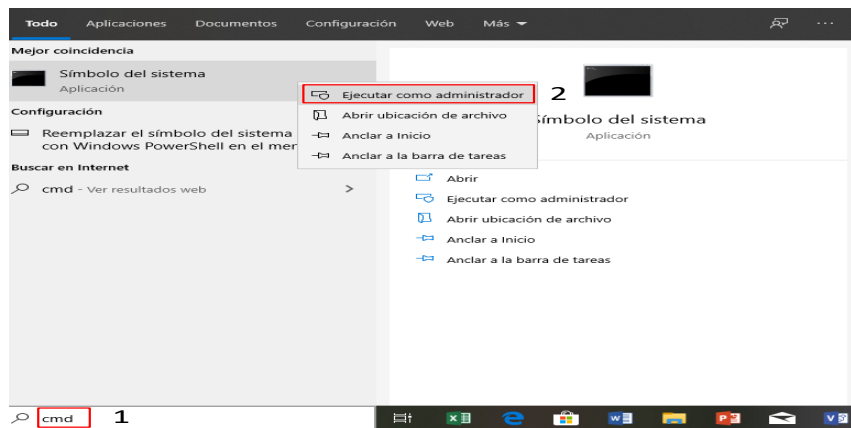 Todo Aplicaciones Documentos Configuración Web Más
Mejor coincidencia
Símbolo del sistema
Aplicación
Configuración
Reemplazar el símbolo del sistema
con Windows PowerShell en el mer
Buscar en Internet
cmd - Ver resultados web
Ejecutar como administrador 2
Abrir ubicación de archivo
Anclar a Inicio
Anclar a la barra de tareas
Símbolo del sistema
Aplicación
Abrir
Ejecutar como administrador
Abrir ubicación de archivo
Anclar a Inicio
Anclar a la barra de tareas
cmd 1